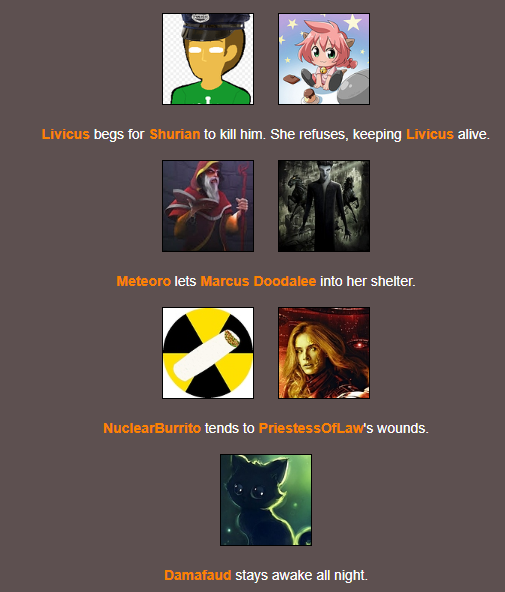 Livicus begs for Shurian to kill him. She refuses, keeping Livicus alive.
Meteoro lets Marcus Doodalee into her shelter.
NuclearBurrito tends to PriestessOfLaw's wounds.
Damafaud stays awake all night.